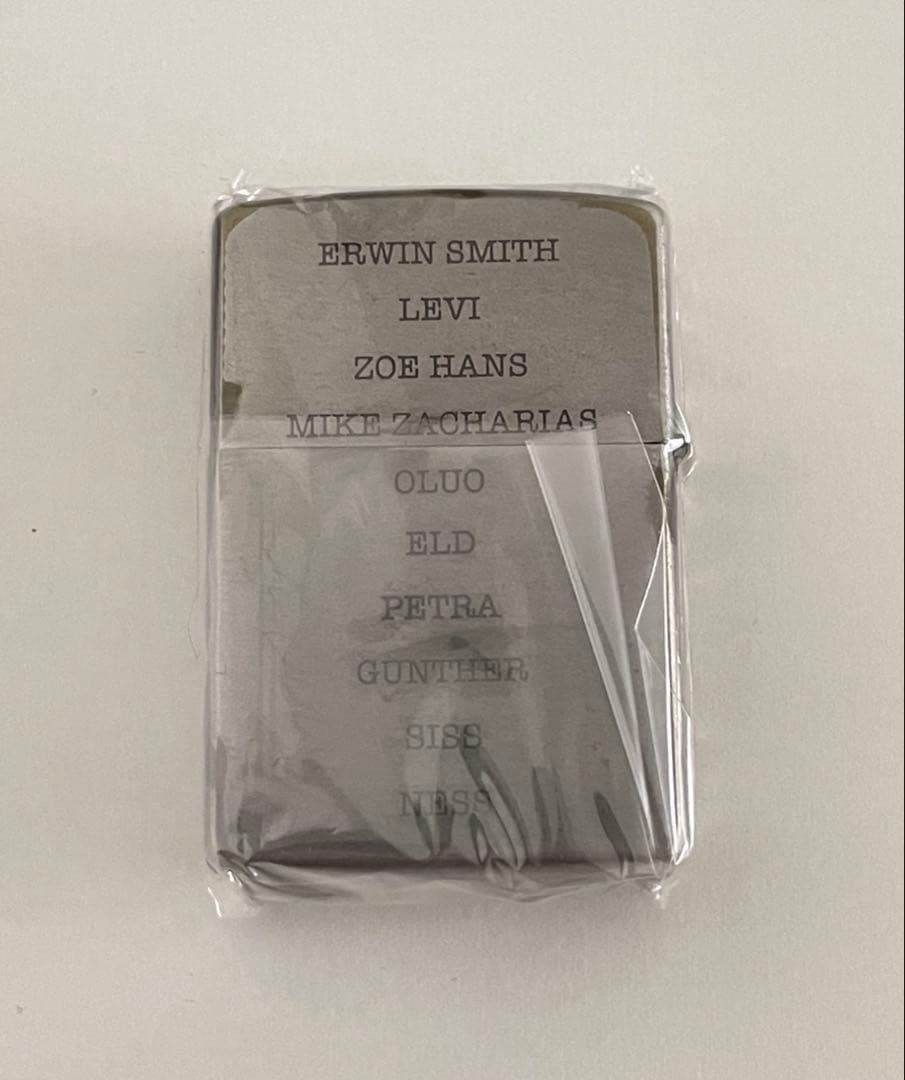 ERWIN SMITH
LEVI
ZOE HANS
MIKE ZACHARIAS
OLUO
ELD
PETRA
GUNTHER
SISS
NESS